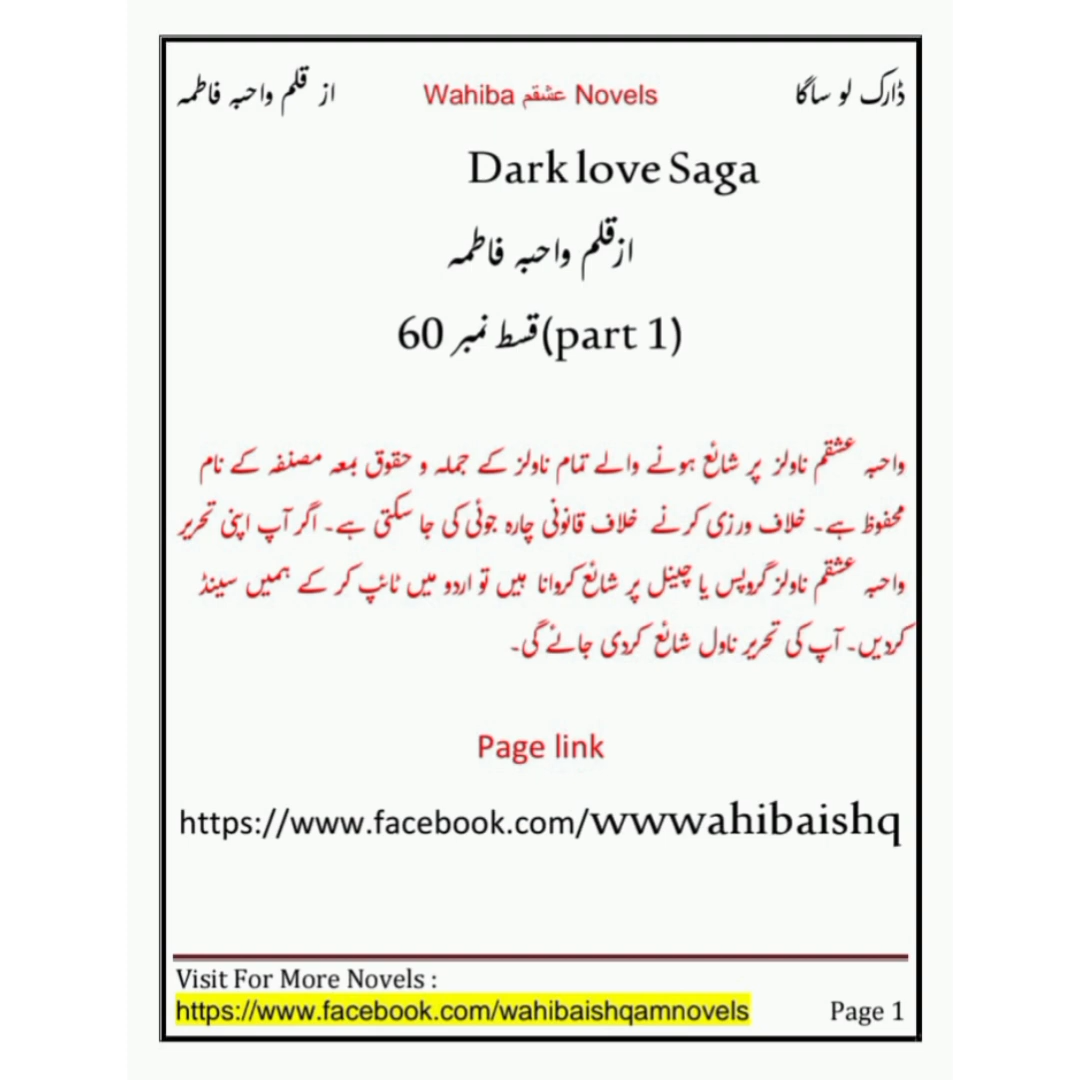 ڈارک لو ساگا Wahiba عشقم Novels از قلم واحبہ فاطمہ
Dark love Saga
از قلم واحبہ فاطمہ
قسط نمبر 60 (part 1)
واحبہ عشقم ناولز پر شائع ہونے والے تمام ناولز کے جملہ و حقوق بمعہ مصنفہ کے نام
محفوظ ہے۔ خلاف ورزی کرنے خلاف قانونی چارہ جوئی کی جا سکتی ہے۔ اگر آپ اپنی تحریر
واحبہ عشقم ناولز گروپس یا چینل پر شائع کروانا ہیں تو اردو میں ٹائپ کر کے ہمیں سینڈ
کردیں۔ آپ کی تحریر ناول شائع کردی جائے گی۔
Page link
https://www.facebook.com/wwwahibaishq
Visit For More Novels :
https://www.facebook.com/wahibaishqamnovels Page 1